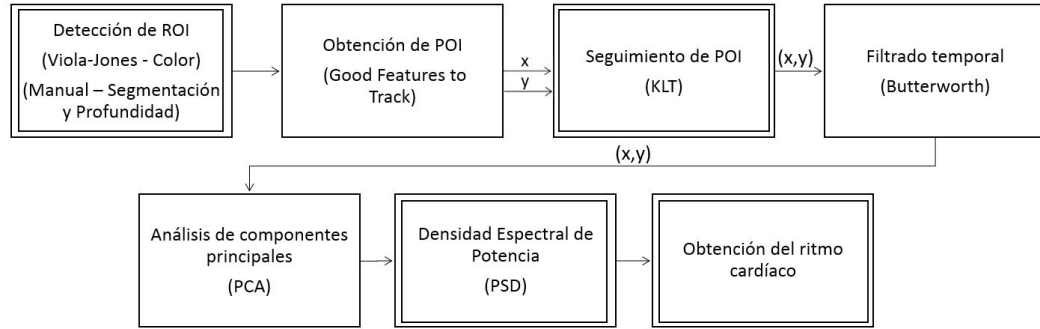 Detección de ROI
(Viola-Jones - Color)
(Manual – Segmentación
y Profundidad)
Obtención de POI
(Good Features to
Track)
x
y
Seguimiento de POI
(KLT)
(x,y)
Filtrado temporal
(Butterworth)
(x,y)
Análisis de componentes
principales
(PCA)
Densidad Espectral de
Potencia
(PSD)
Obtención del ritmo
cardíaco